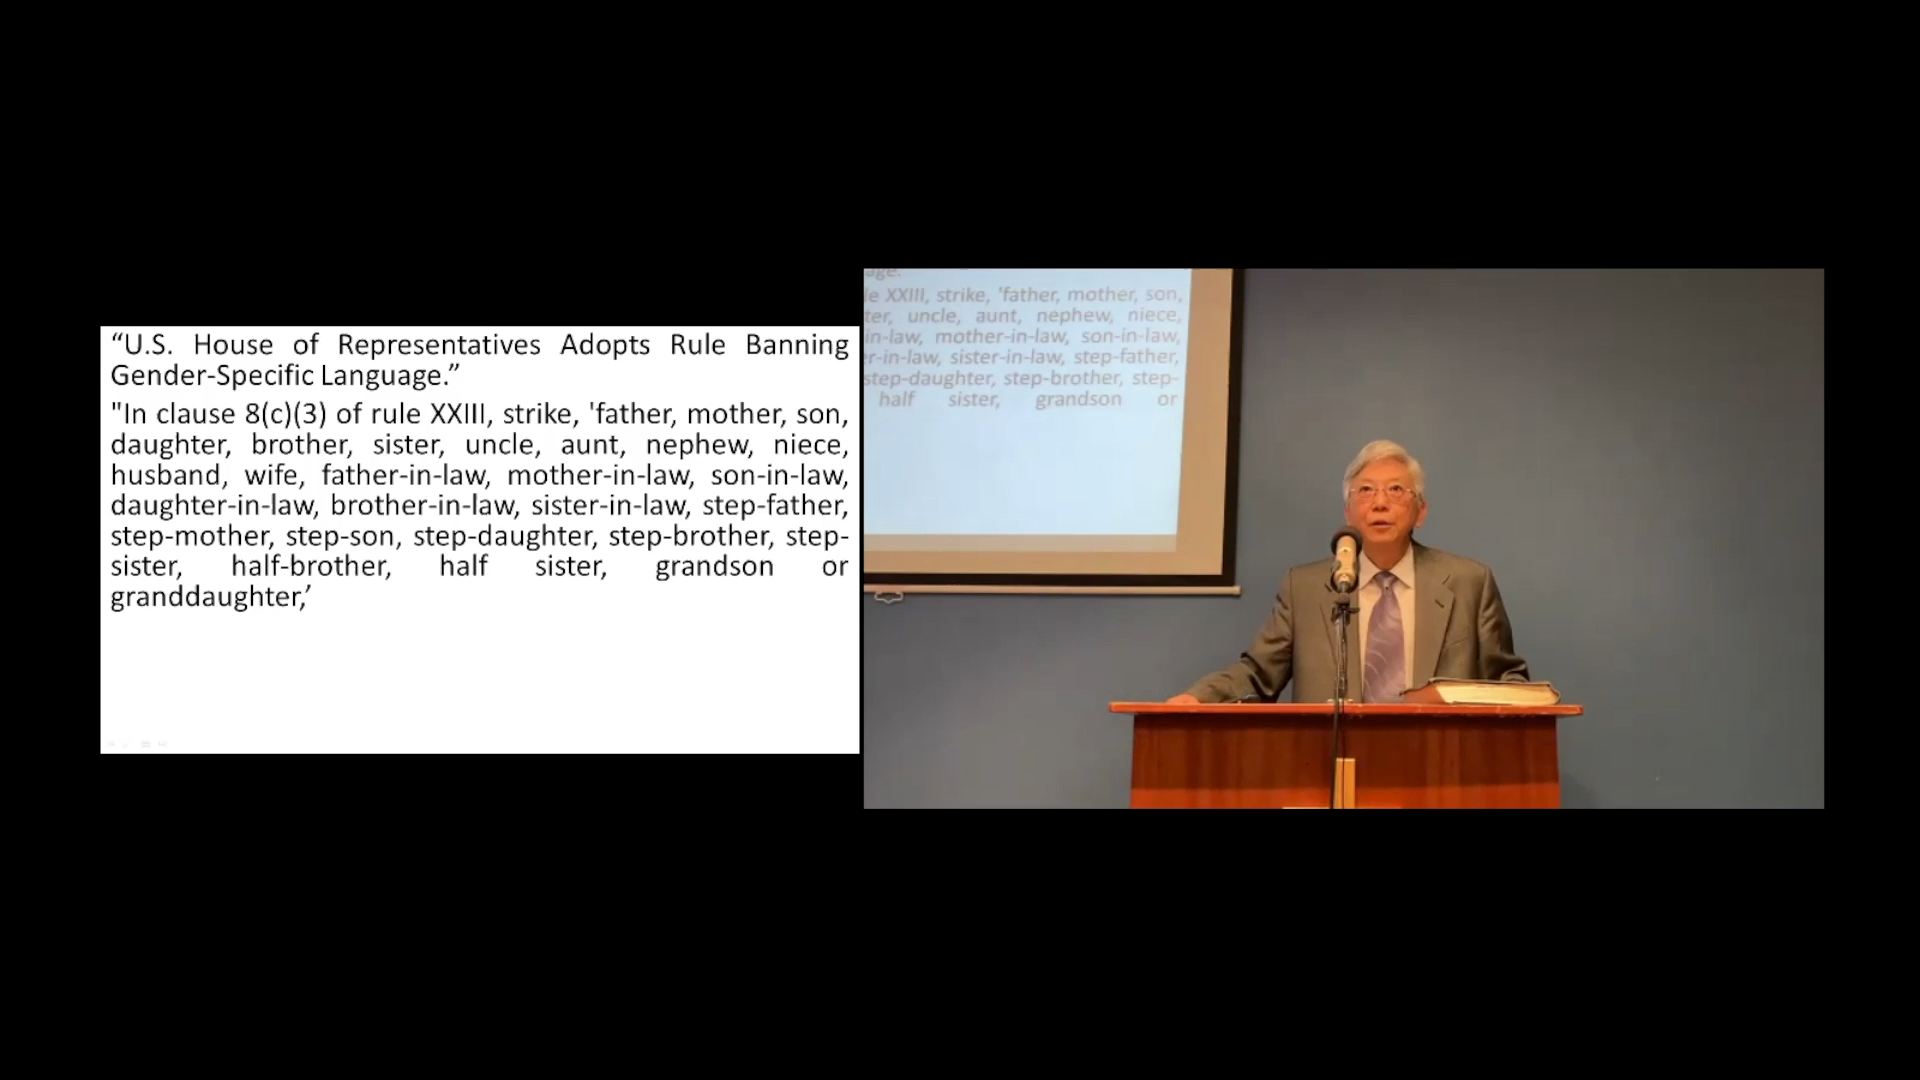 “U.S. House of Representatives Adopts Rule Banning
Gender-Specific Language.”
"In clause 8(c)(3) of rule XXIII, strike, 'father, mother, son,
daughter, brother, sister, uncle, aunt, nephew, niece,
husband, wife, father-in-law, mother-in-law, son-in-law,
daughter-in-law, brother-in-law, sister-in-law, step-father,
step-mother, step-son, step-daughter, step-brother, step-
sister, half-brother, half sister, grandson or
granddaughter,’
age.
le XXIII, strike, 'father, mother, son,
ter, uncle, aunt, nephew, niece,
in-law, mother-in-law, son-in-law,
er-in-law, sister-in-law, step-father,
step-daughter, step-brother, step-
half sister, grandson or